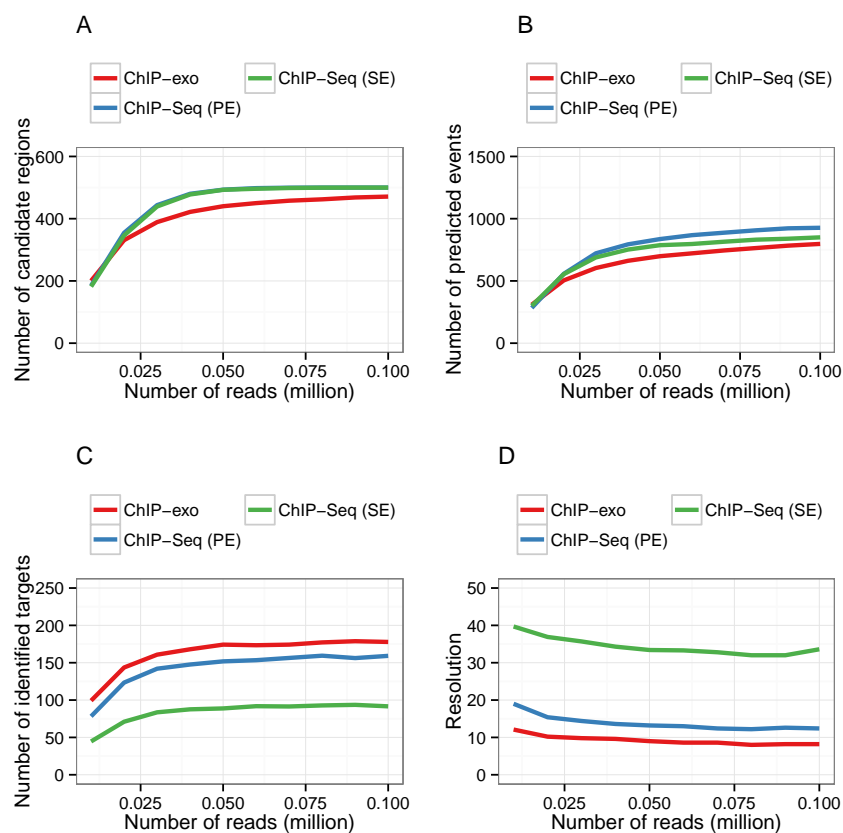 A
ChIP−exo
ChIP−Seq (SE)
ChIP−Seq (PE)
Number of candidate regions
600
400
200
0
0.025
0.050
0.075
0.100
Number of reads (million)
B
ChIP−exo
ChIP−Seq (SE)
ChIP−Seq (PE)
Number of predicted events
1500
1000
500
0
0.025
0.050
0.075
0.100
Number of reads (million)
C
ChIP−exo
ChIP−Seq (SE)
ChIP−Seq (PE)
Number of identified targets
250
200
150
100
50
0
0.025
0.050
0.075
0.100
Number of reads (million)
D
ChIP−exo
ChIP−Seq (SE)
ChIP−Seq (PE)
Resolution
50
40
30
20
10
0
0.025
0.050
0.075
0.100
Number of reads (million)